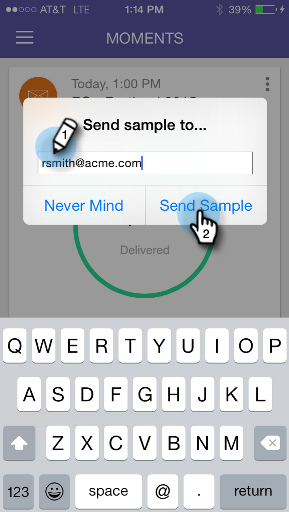 AT&T LTE 1:14 PM 39%
MOMENTS
Today, 1:00 PM
Send sample to...
1
rsmith@acme.com
Never Mind Send Sample
2
Delivered
Q W E R T Y U I O P
A S D F G H J K L
Z X C V B N M
123 space @ . return